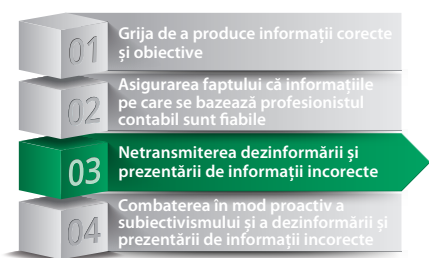 01
Grija de a produce informații corecte
și obiective
02
Asigurarea faptului că informațiile
pe care se bazează profesionistul
contabil sunt fiabile
03
Netransmiterea dezinformării și
prezentării de informații incorecte
04
Combaterea în mod proactiv a
subiectivismului și a dezinformării și
prezentării de informații incorecte